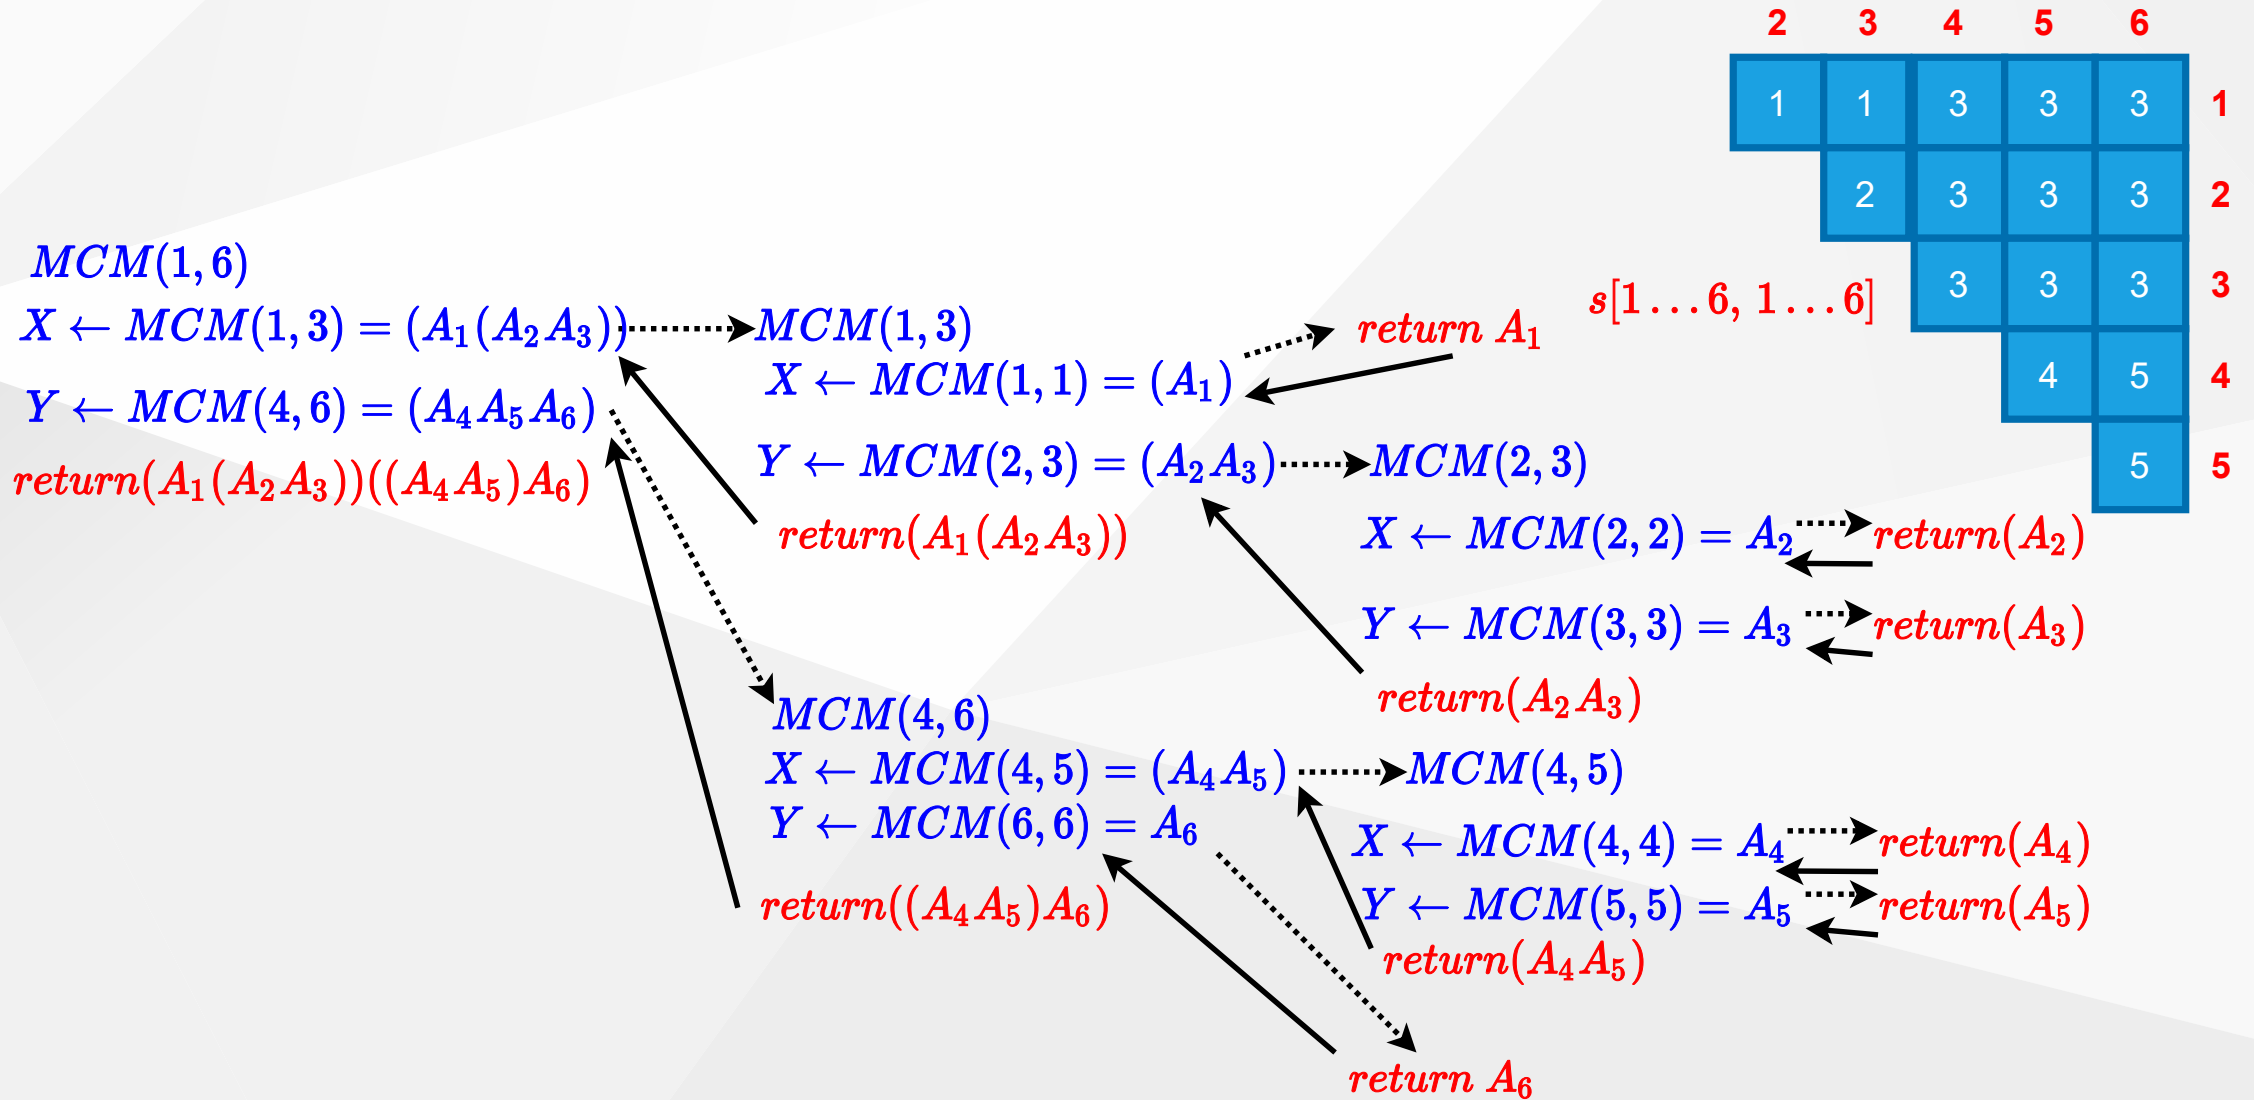 2 3 4 5 6
1 1 3 3 3 1
2 3 3 3 2
3 3 3 3
4 5 4
5 5
s[1 … 6, 1 … 6]
MCM(1, 6)
X ← MCM(1, 3) = (A₁(A₂A₃))
Y ← MCM(4, 6) = (A₄A₅A₆)
return(A₁(A₂A₃))((A₄A₅)A₆)
MCM(1, 3)
X ← MCM(1, 1) = (A₁)
return A₁
Y ← MCM(2, 3) = (A₂A₃)
return(A₁(A₂A₃))
MCM(2, 3)
X ← MCM(2, 2) = A₂
return(A₂)
Y ← MCM(3, 3) = A₃
return(A₃)
return(A₂A₃)
MCM(4, 6)
X ← MCM(4, 5) = (A₄A₅)
Y ← MCM(6, 6) = A₆
return((A₄A₅)A₆)
MCM(4, 5)
X ← MCM(4, 4) = A₄
return(A₄)
Y ← MCM(5, 5) = A₅
return(A₅)
return(A₄A₅)
return A₆